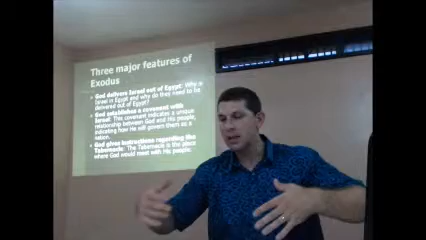 Three major features of
Exodus
God delivers Israel out of Egypt: Why is
Israel in Egypt and why do they need to be
delivered out of Egypt?
God establishes a covenant with
Israel: This covenant indicates a unique
relationship between God and His people,
indicating how He will govern them as a
nation.
God gives instructions regarding the
Tabernacle: The Tabernacle is the place
where God would meet with His people.